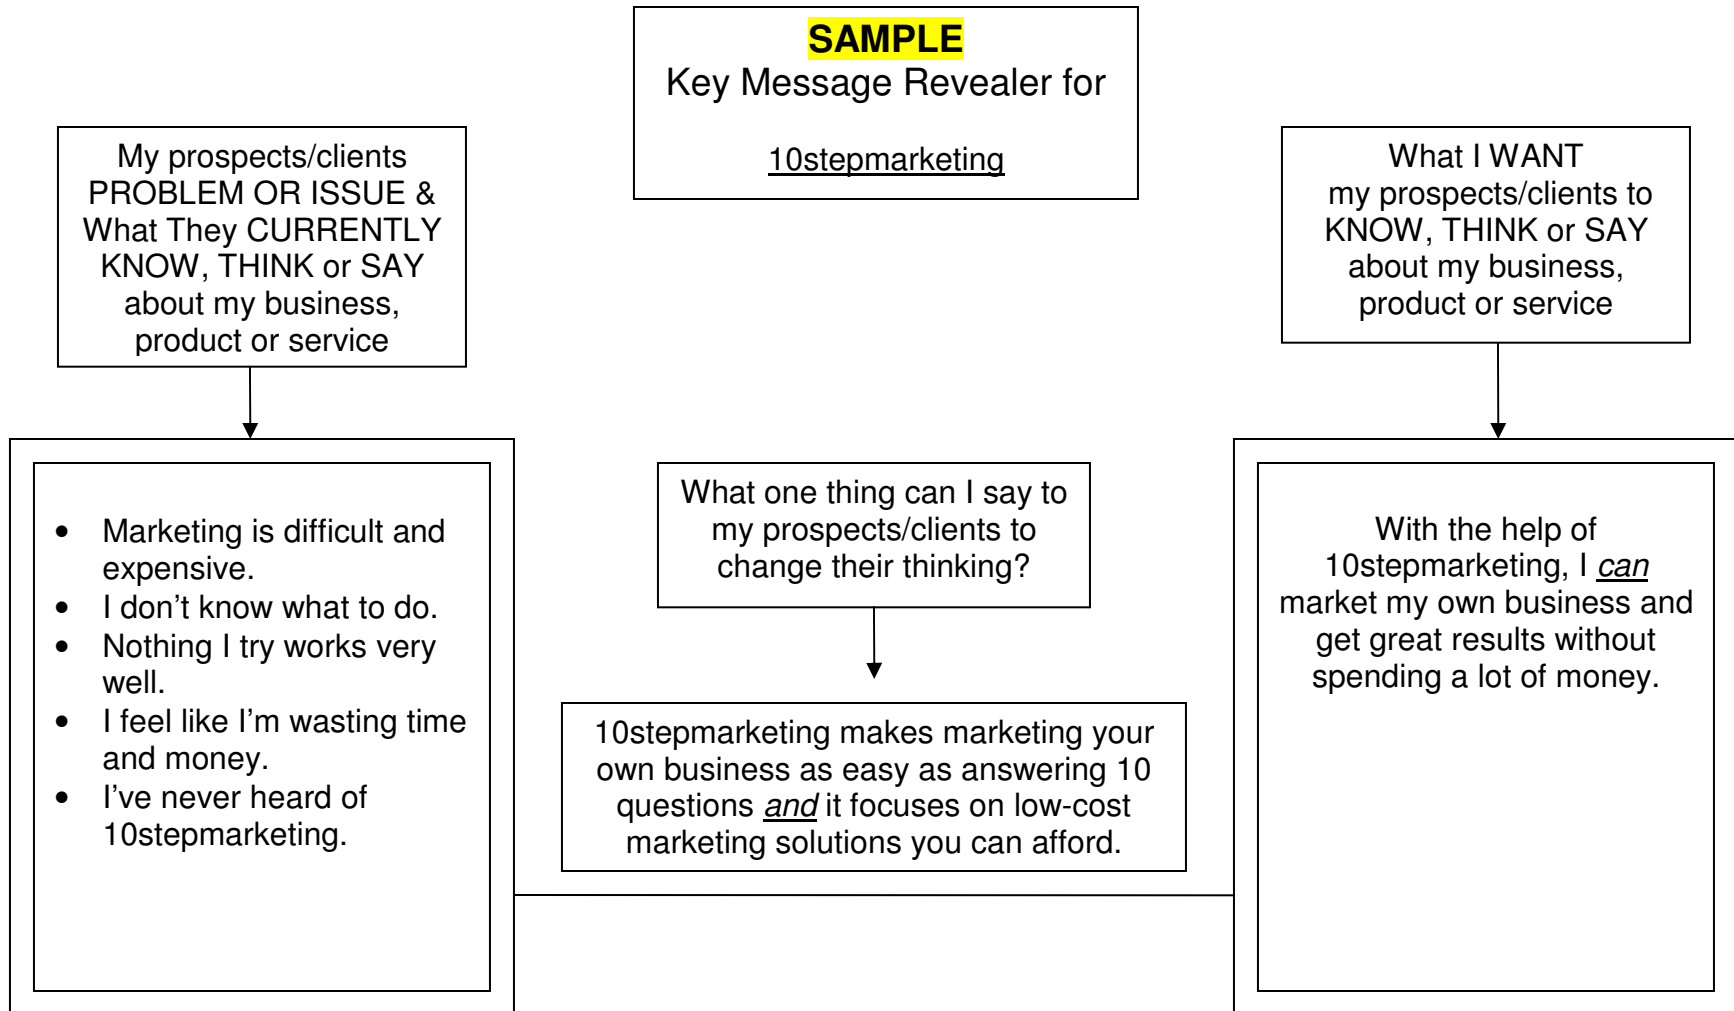 SAMPLE
Key Message Revealer for
10stepmarketing
My prospects/clients
PROBLEM OR ISSUE &
What They CURRENTLY
KNOW, THINK or SAY
about my business,
product or service
What I WANT
my prospects/clients to
KNOW, THINK or SAY
about my business,
product or service
• Marketing is difficult and
expensive.
• I don’t know what to do.
• Nothing I try works very
well.
• I feel like I’m wasting time
and money.
• I’ve never heard of
10stepmarketing.
What one thing can I say to
my prospects/clients to
change their thinking?
10stepmarketing makes marketing your
own business as easy as answering 10
questions and it focuses on low-cost
marketing solutions you can afford.
With the help of
10stepmarketing, I can
market my own business and
get great results without
spending a lot of money.